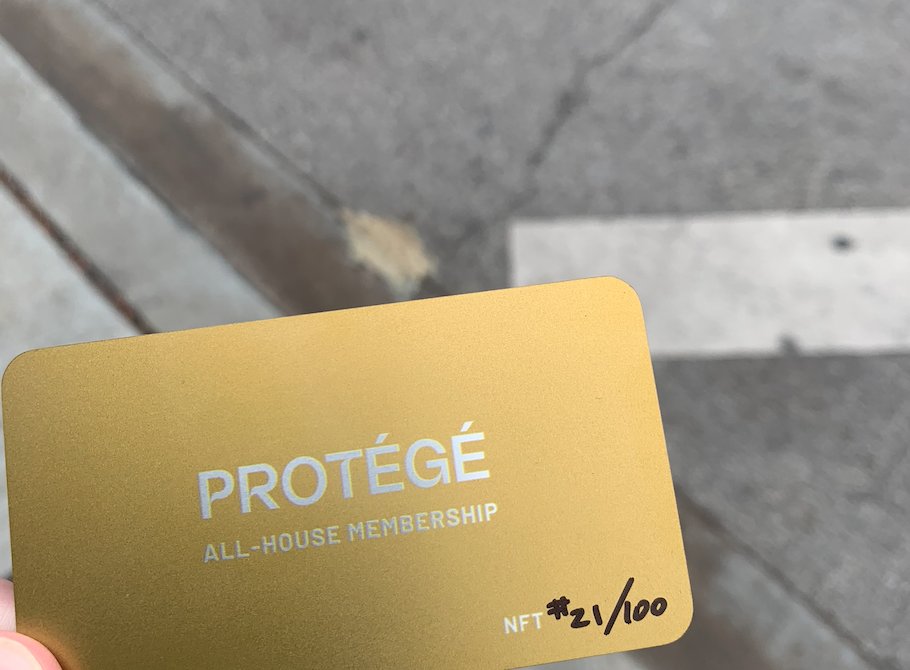 PROTÉGÉ
ALL-HOUSE MEMBERSHIP
NFT #21/100